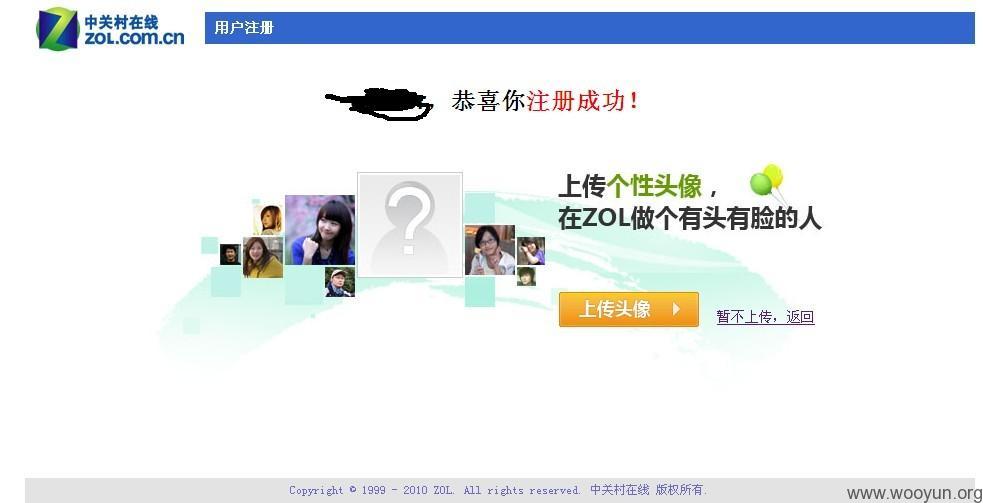 中关村在线
ZOL.COM.CN
用户注册
恭喜你注册成功！
上传个性头像，
在ZOL做个有头有脸的人
上传头像
暂不上传，返回
Copyright © 1999 - 2010 ZOL. All rights reserved. 中关村在线 版权所有.
www.wooyun.org